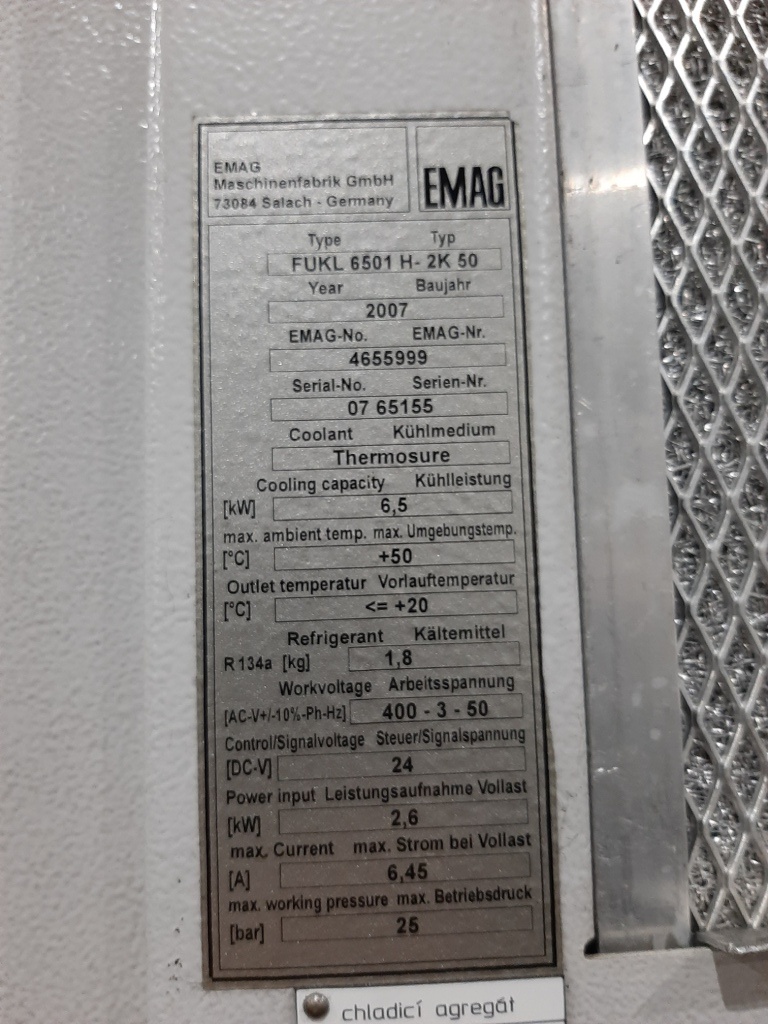 EMAG
Maschinenfabrik GmbH
73084 Salach - Germany
EMAG
Type Typ
FUKL 6501 H- 2K 50
Year Baujahr
2007
EMAG-No. EMAG-Nr.
4655999
Serial-No. Serien-Nr.
07 65155
Coolant Kühlmedium
Thermosure
Cooling capacity Kühlleistung
[kW] 6,5
max. ambient temp. max. Umgebungstemp.
[°C] +50
Outlet temperatur Vorlauftemperatur
[°C] <= +20
Refrigerant Kältemittel
R134a [kg] 1,8
Workvoltage Arbeitsspannung
[AC-V+/-10%-Ph-Hz] 400 - 3 - 50
Control/Signalvoltage Steuer/Signalspannung
[DC-V] 24
Power input Leistungsaufnahme Vollast
[kW] 2,6
max. Current max. Strom bei Vollast
[A] 6,45
max. working pressure max. Betriebsdruck
[bar] 25
chladicí agregát